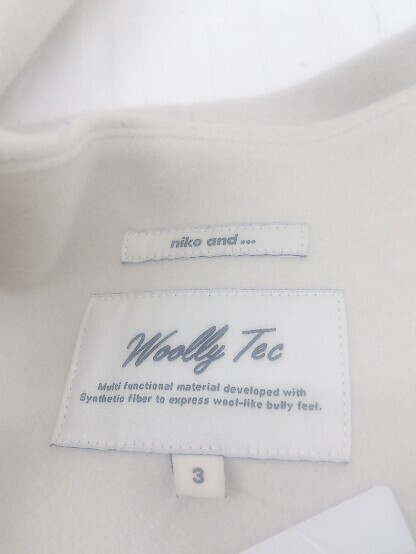 niko and...
Woolly Tec
Multi functional material developed with
Synthetic fiber to express wool-like bully feel.
3